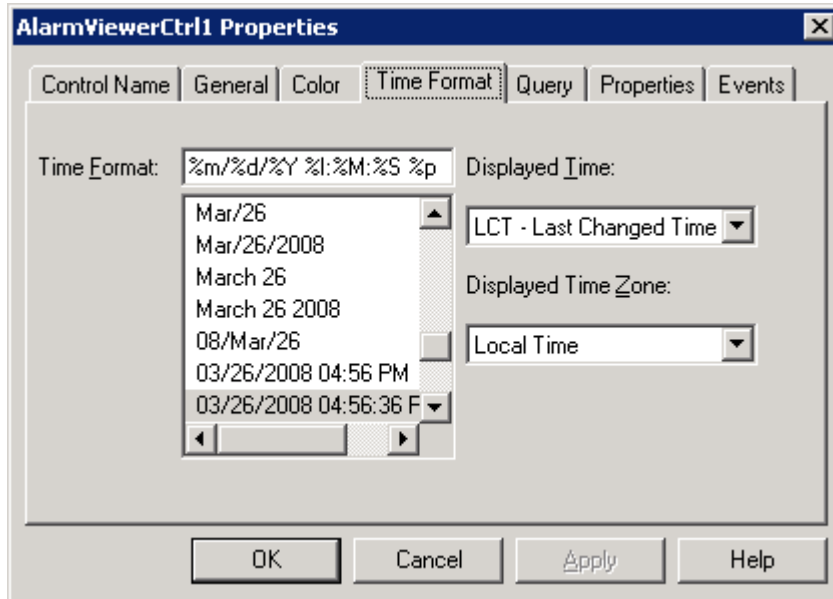 AlarmViewerCtrl1 Properties
Control Name General Color Time Format Query Properties Events
Time Format: %m/%d/%Y %I:%M:%S %p Displayed Time:
Mar/26
Mar/26/2008
March 26
March 26 2008
08/Mar/26
03/26/2008 04:56 PM
03/26/2008 04:56:36 F
LCT - Last Changed Time
Displayed Time Zone:
Local Time
OK Cancel Apply Help